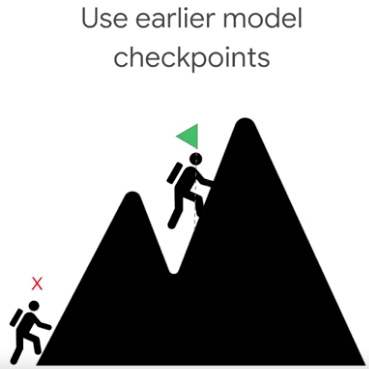 Use earlier model
checkpoints
X